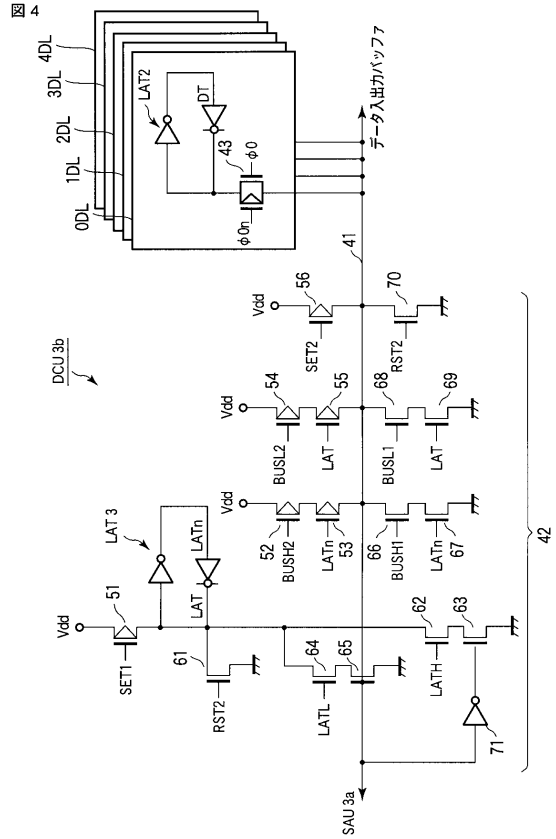 図 4
DCU 3b
0DL
1DL
2DL
3DL
4DL
LAT2
DT
43
φ0n
φ0
データ入出力バッファ
41
Vdd
56
SET2
70
RST2
Vdd
54
BUSL2
55
LAT
68
BUSL1
69
LAT
Vdd
52
BUSH2
LATn
53
66
BUSH1
LATn
67
LAT 3
LATn
LAT
Vdd
51
SET1
61
RST2
64
LATL
65
62
LATH
63
71
SAU 3a
42